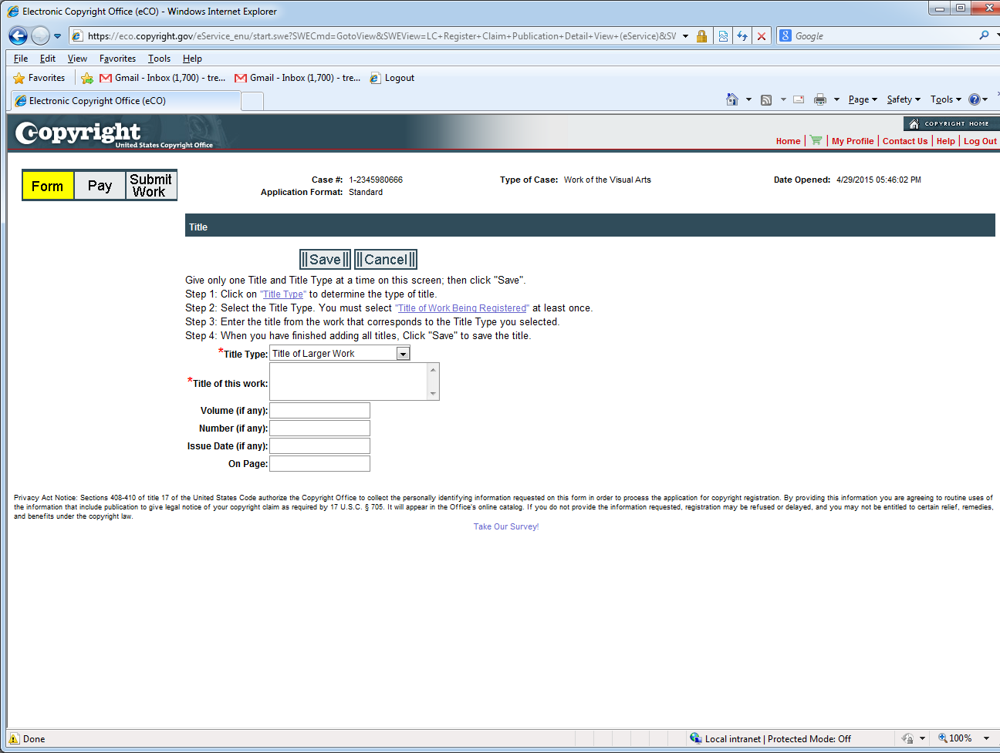 Electronic Copyright Office (eCO) - Windows Internet Explorer
https://eco.copyright.gov/eService_enu/start.swe?SWECmd=GotoView&SWEView=LC+Register+Claim+Publication+Detail+View+(eService)&SV
Google
File Edit View Favorites Tools Help
Favorites Gmail - Inbox (1,700) - tre... Gmail - Inbox (1,700) - tre... Logout
Electronic Copyright Office (eCO)
Page Safety Tools
Copyright
United States Copyright Office
COPYRIGHT HOME
Home | | My Profile | Contact Us | Help | Log Out
Form Pay Submit Work
Case #: 1-2345980666 Type of Case: Work of the Visual Arts Date Opened: 4/29/2015 05:46:02 PM
Application Format: Standard
Title
||Save|| ||Cancel||
Give only one Title and Title Type at a time on this screen; then click "Save".
Step 1: Click on "Title Type" to determine the type of title.
Step 2: Select the Title Type. You must select "Title of Work Being Registered" at least once.
Step 3: Enter the title from the work that corresponds to the Title Type you selected.
Step 4: When you have finished adding all titles, Click "Save" to save the title.
*Title Type: Title of Larger Work
*Title of this work:
Volume (if any):
Number (if any):
Issue Date (if any):
On Page:
Privacy Act Notice: Sections 408-410 of title 17 of the United States Code authorize the Copyright Office to collect the personally identifying information requested on this form in order to process the application for copyright registration. By providing this information you are agreeing to routine uses of
the information that include publication to give legal notice of your copyright claim as required by 17 U.S.C. § 705. It will appear in the Office's online catalog. If you do not provide the information requested, registration may be refused or delayed, and you may not be entitled to certain relief, remedies,
and benefits under the copyright law.
Take Our Survey!
Done
Local intranet | Protected Mode: Off
100%